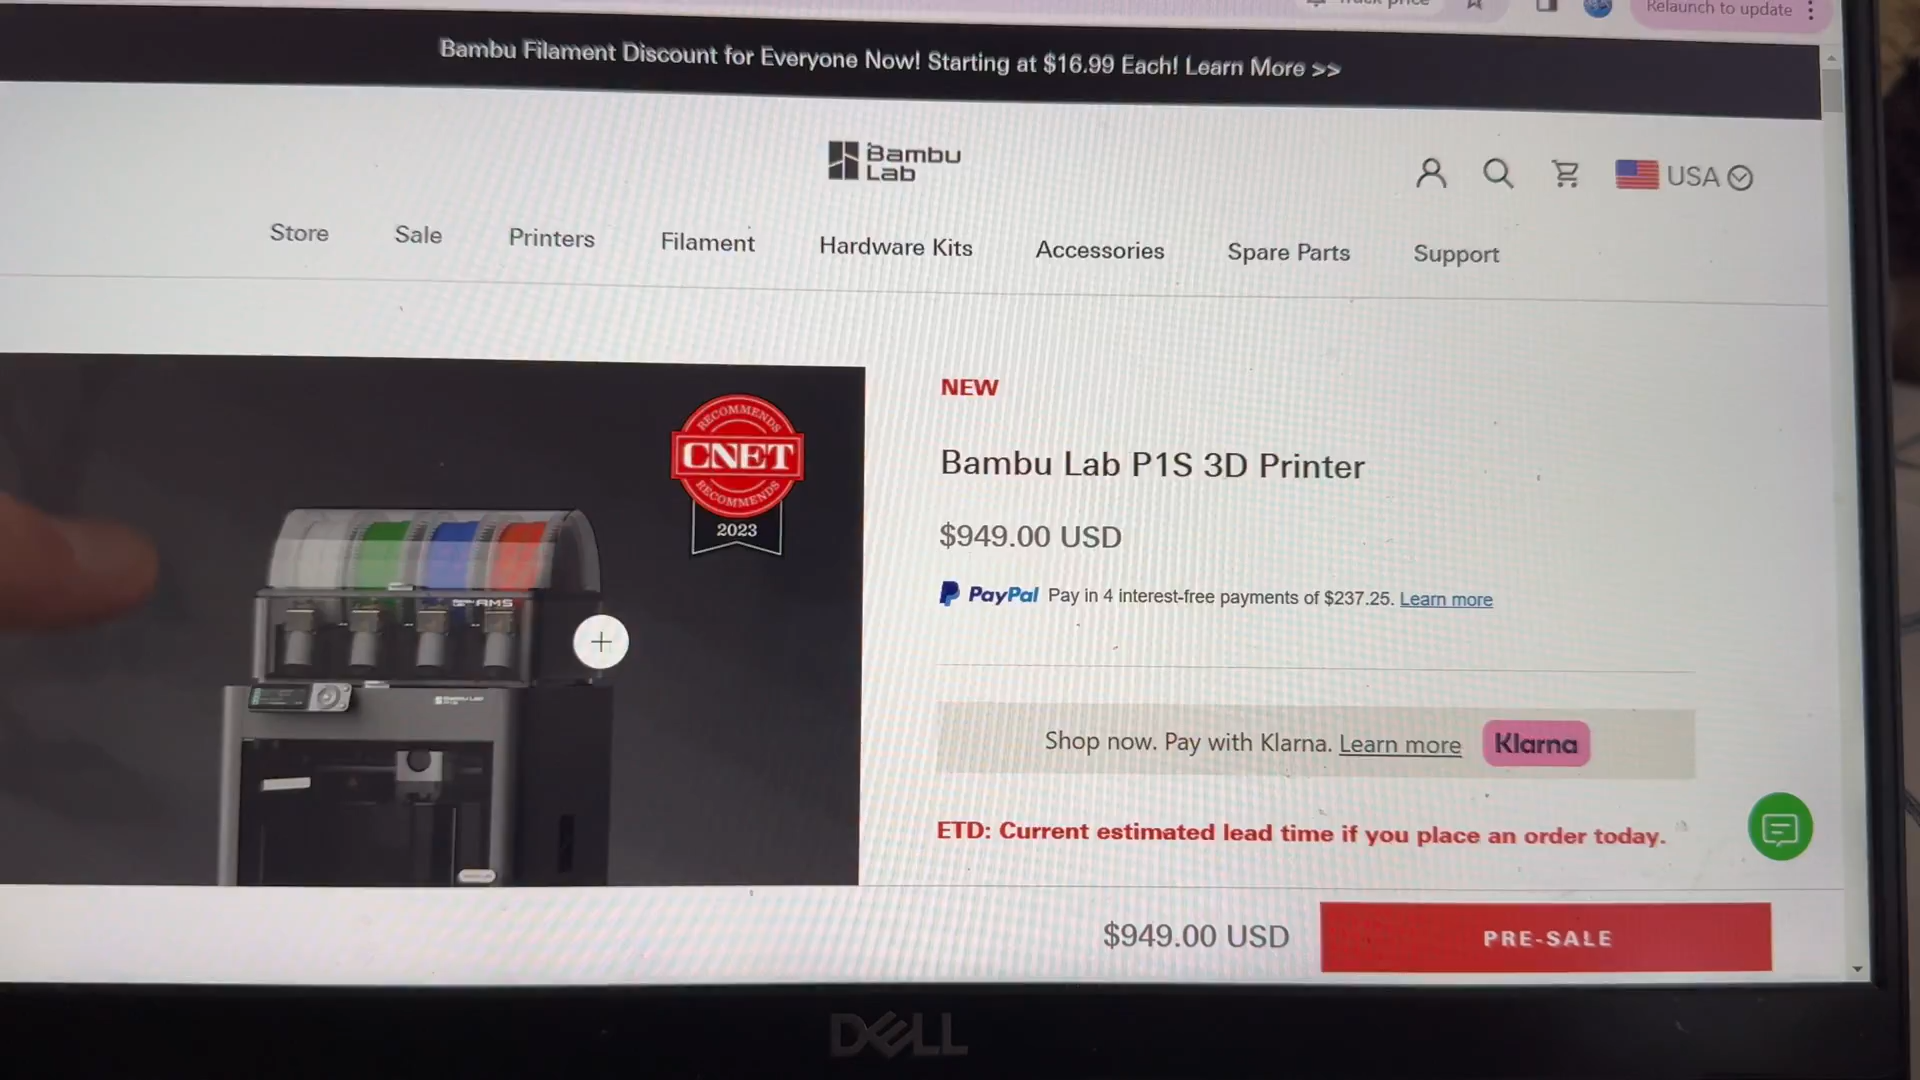 Relaunch to update
Bambu Filament Discount for Everyone Now! Starting at $16.99 Each! Learn More >>
Bambu
Lab
USA
Store
Sale
Printers
Filament
Hardware Kits
Accessories
Spare Parts
Support
RECOMMENDS
CNET
RECOMMENDS
2023
AMS
NEW
Bambu Lab P1S 3D Printer
$949.00 USD
PayPal Pay in 4 interest-free payments of $237.25. Learn more
Shop now. Pay with Klarna. Learn more Klarna
ETD: Current estimated lead time if you place an order today.
$949.00 USD
PRE-SALE
DELL